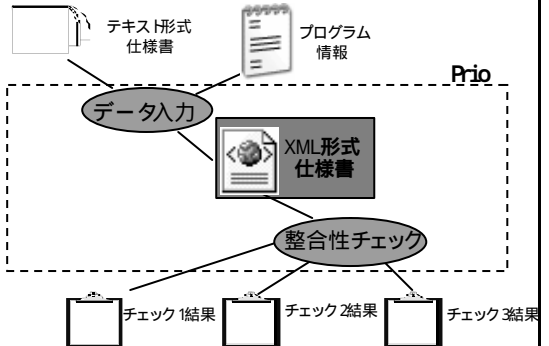 テキスト形式
仕様書
プログラム
情報
Prio
データ入力
XML形式
仕様書
整合性チェック
チェック1結果
チェック2結果
チェック3結果